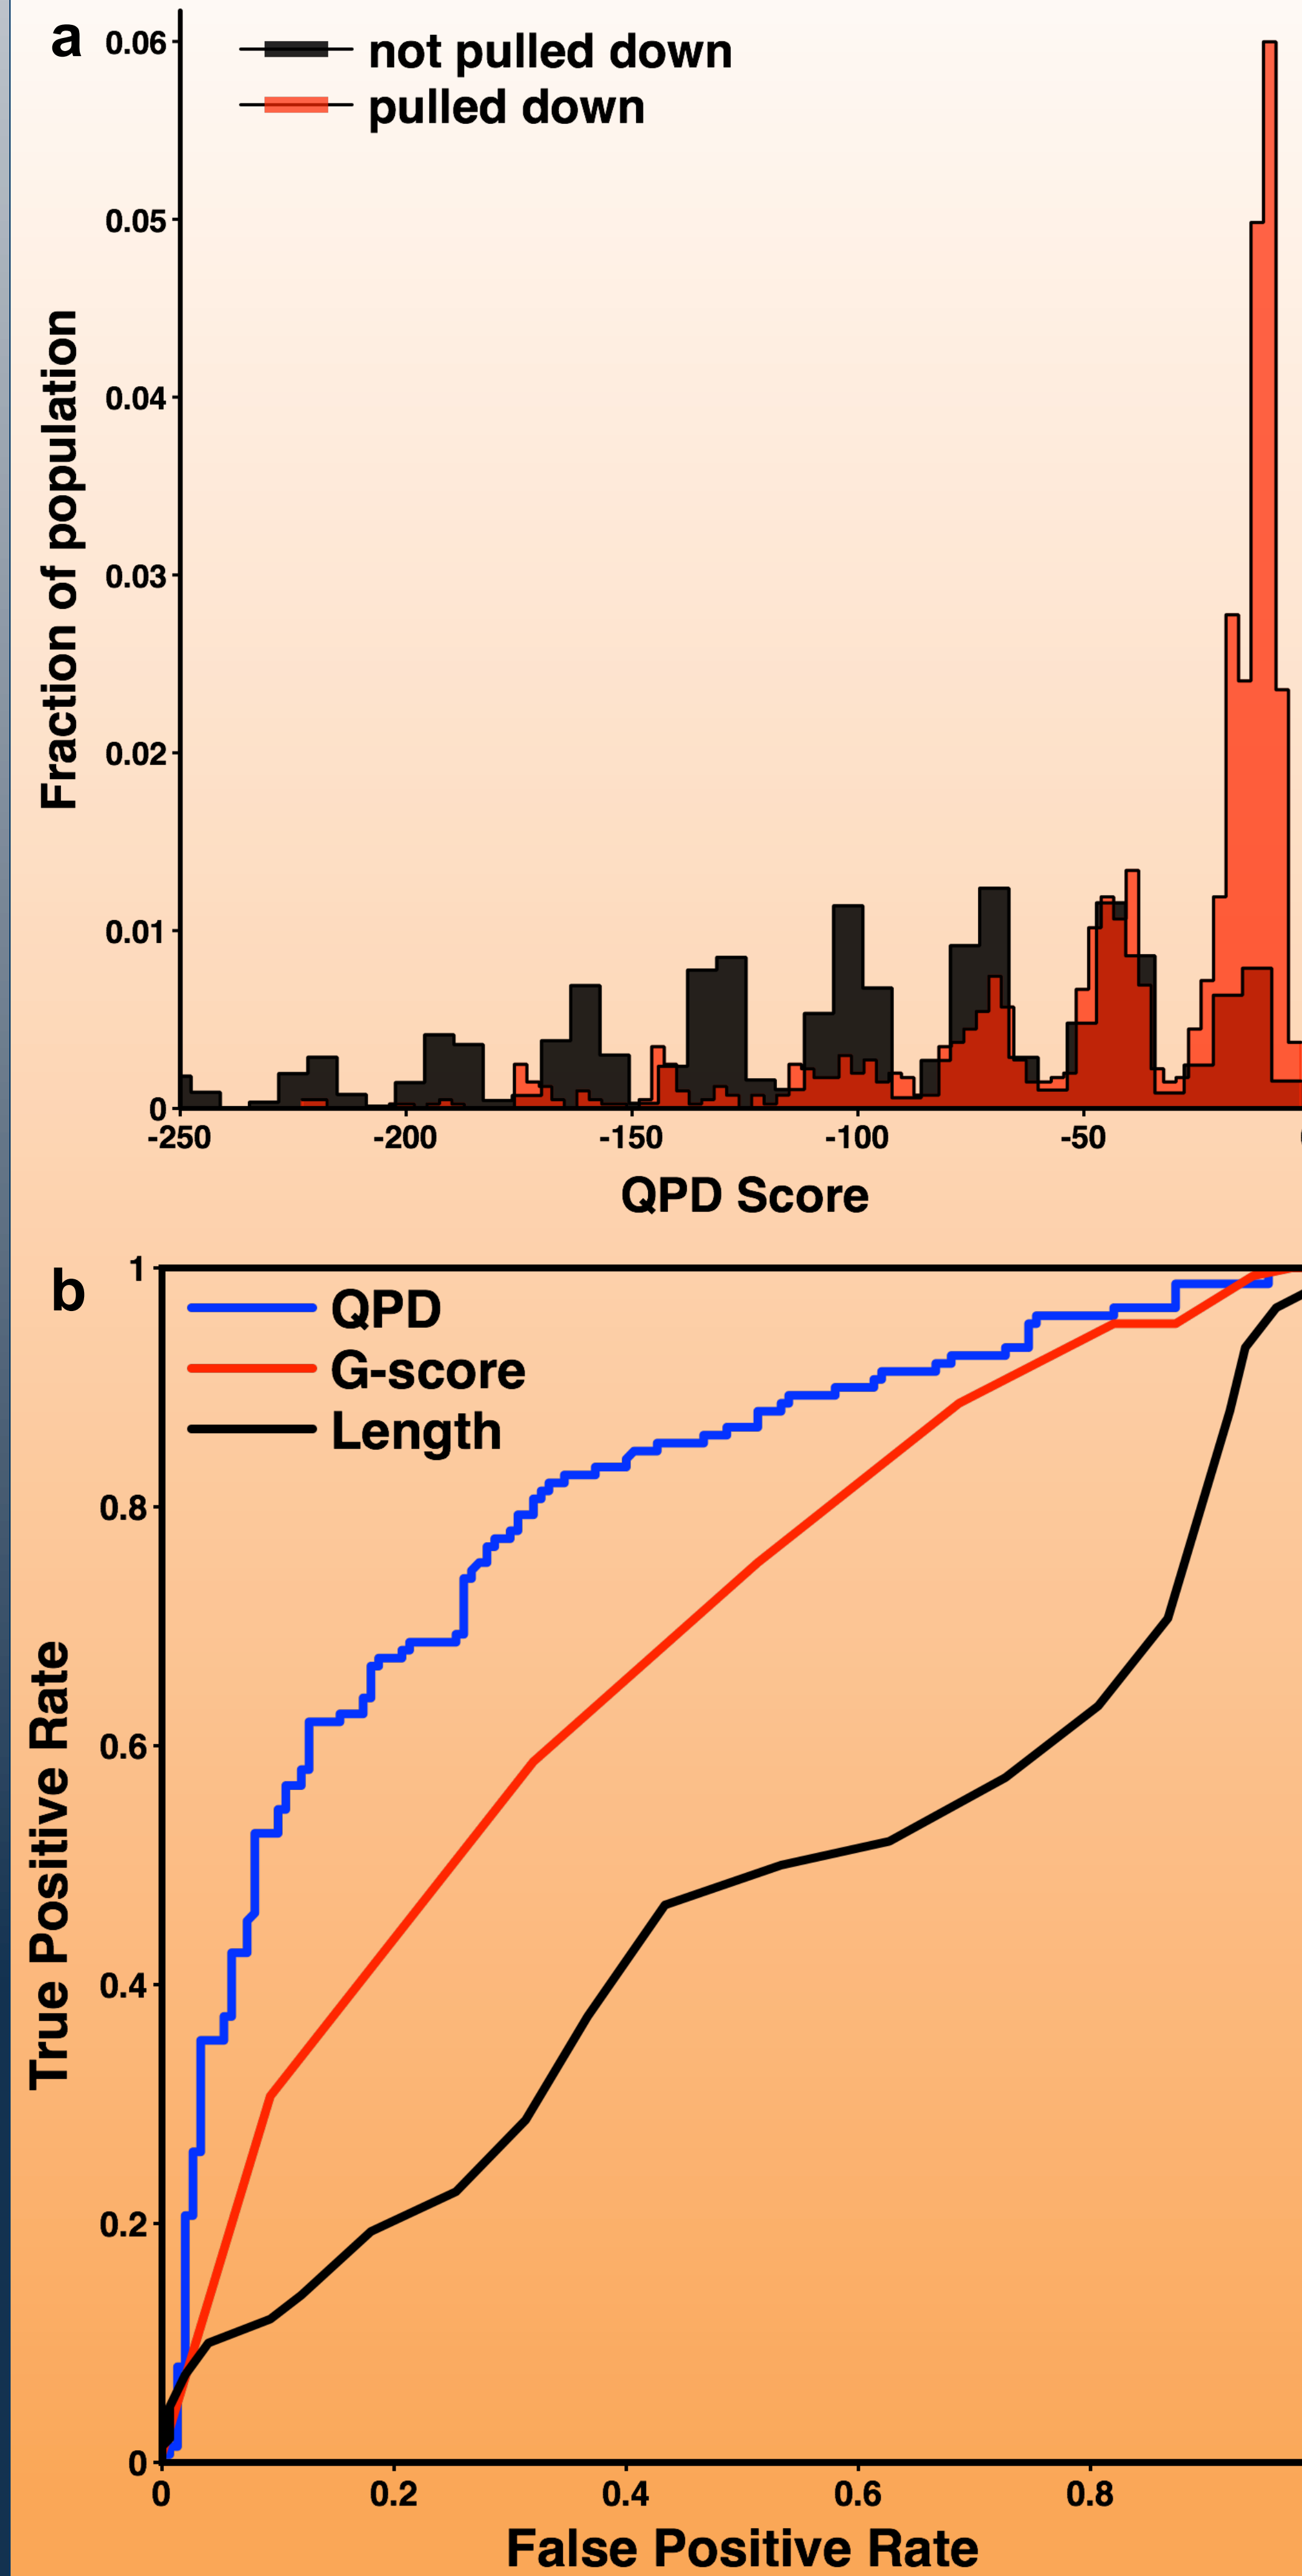 a
0.06
not pulled down
pulled down
0.05
0.04
0.03
0.02
0.01
0
Fraction of population
-250
-200
-150
-100
-50
QPD Score
b
1
QPD
G-score
Length
0.8
0.6
0.4
0.2
0
True Positive Rate
0
0.2
0.4
0.6
0.8
False Positive Rate